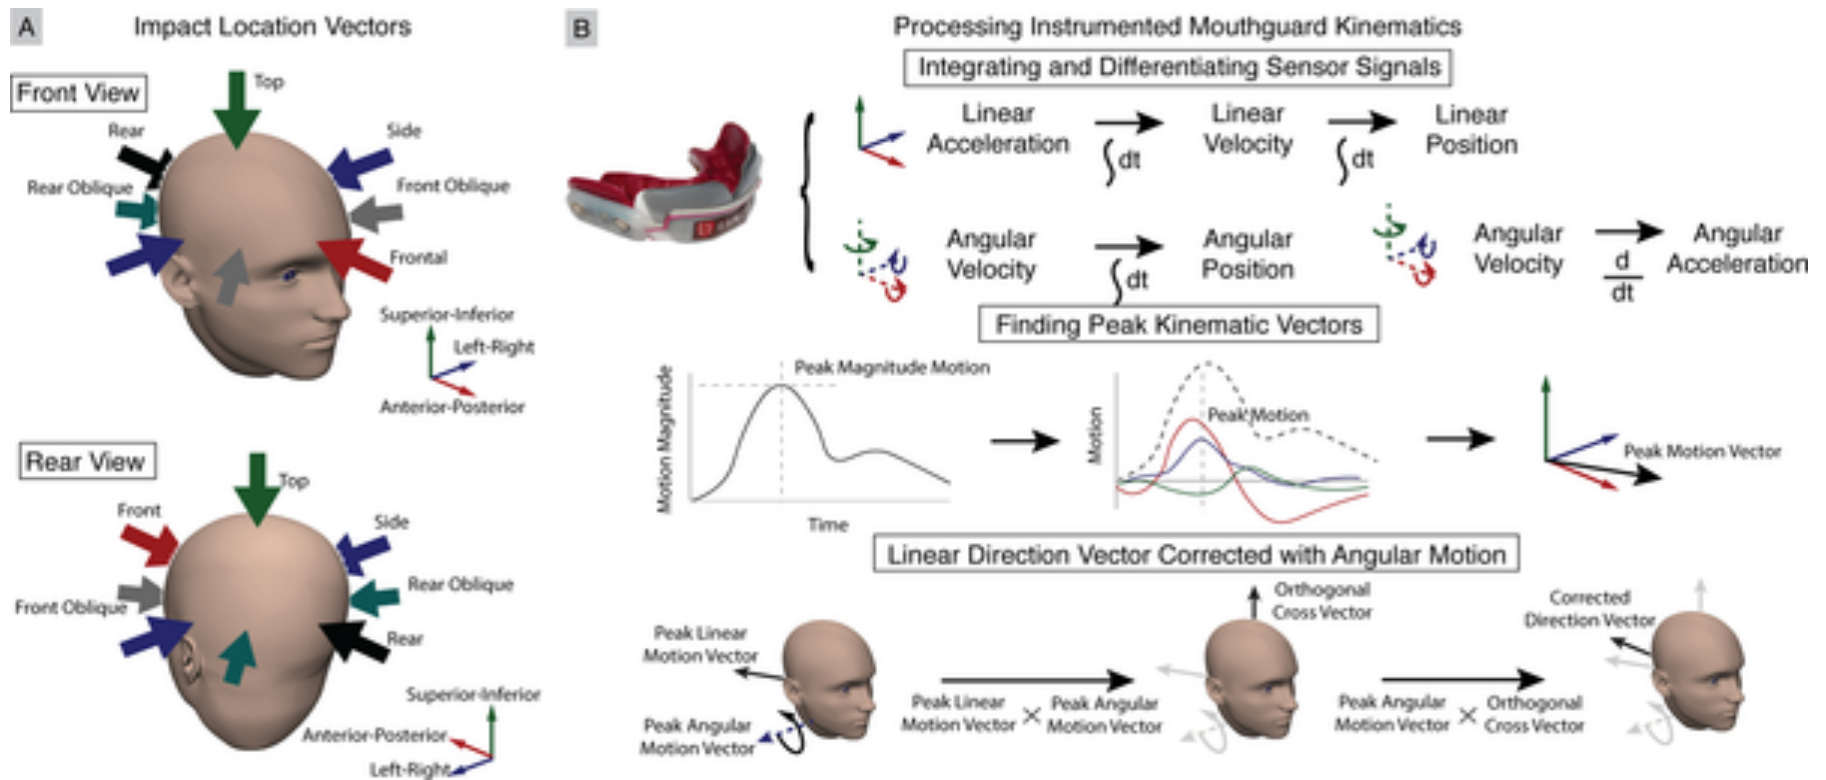 A
Impact Location Vectors
Front View
Top
Rear
Side
Rear Oblique
Front Oblique
Frontal
Superior-Inferior
Left-Right
Anterior-Posterior
Rear View
Top
Front
Side
Rear Oblique
Front Oblique
Rear
Superior-Inferior
Anterior-Posterior
Left-Right
B
Processing Instrumented Mouthguard Kinematics
Integrating and Differentiating Sensor Signals
Linear
Acceleration
∫dt
Linear
Velocity
∫dt
Linear
Position
Angular
Velocity
∫dt
Angular
Position
Angular
Velocity
d
dt
Angular
Acceleration
Finding Peak Kinematic Vectors
Motion Magnitude
Peak Magnitude Motion
Time
Motion
Peak Motion
Peak Motion Vector
Linear Direction Vector Corrected with Angular Motion
Peak Linear
Motion Vector
Peak Angular
Motion Vector
Peak Linear
Motion Vector
×
Peak Angular
Motion Vector
Orthogonal
Cross Vector
Peak Angular
Motion Vector
×
Orthogonal
Cross Vector
Corrected
Direction Vector